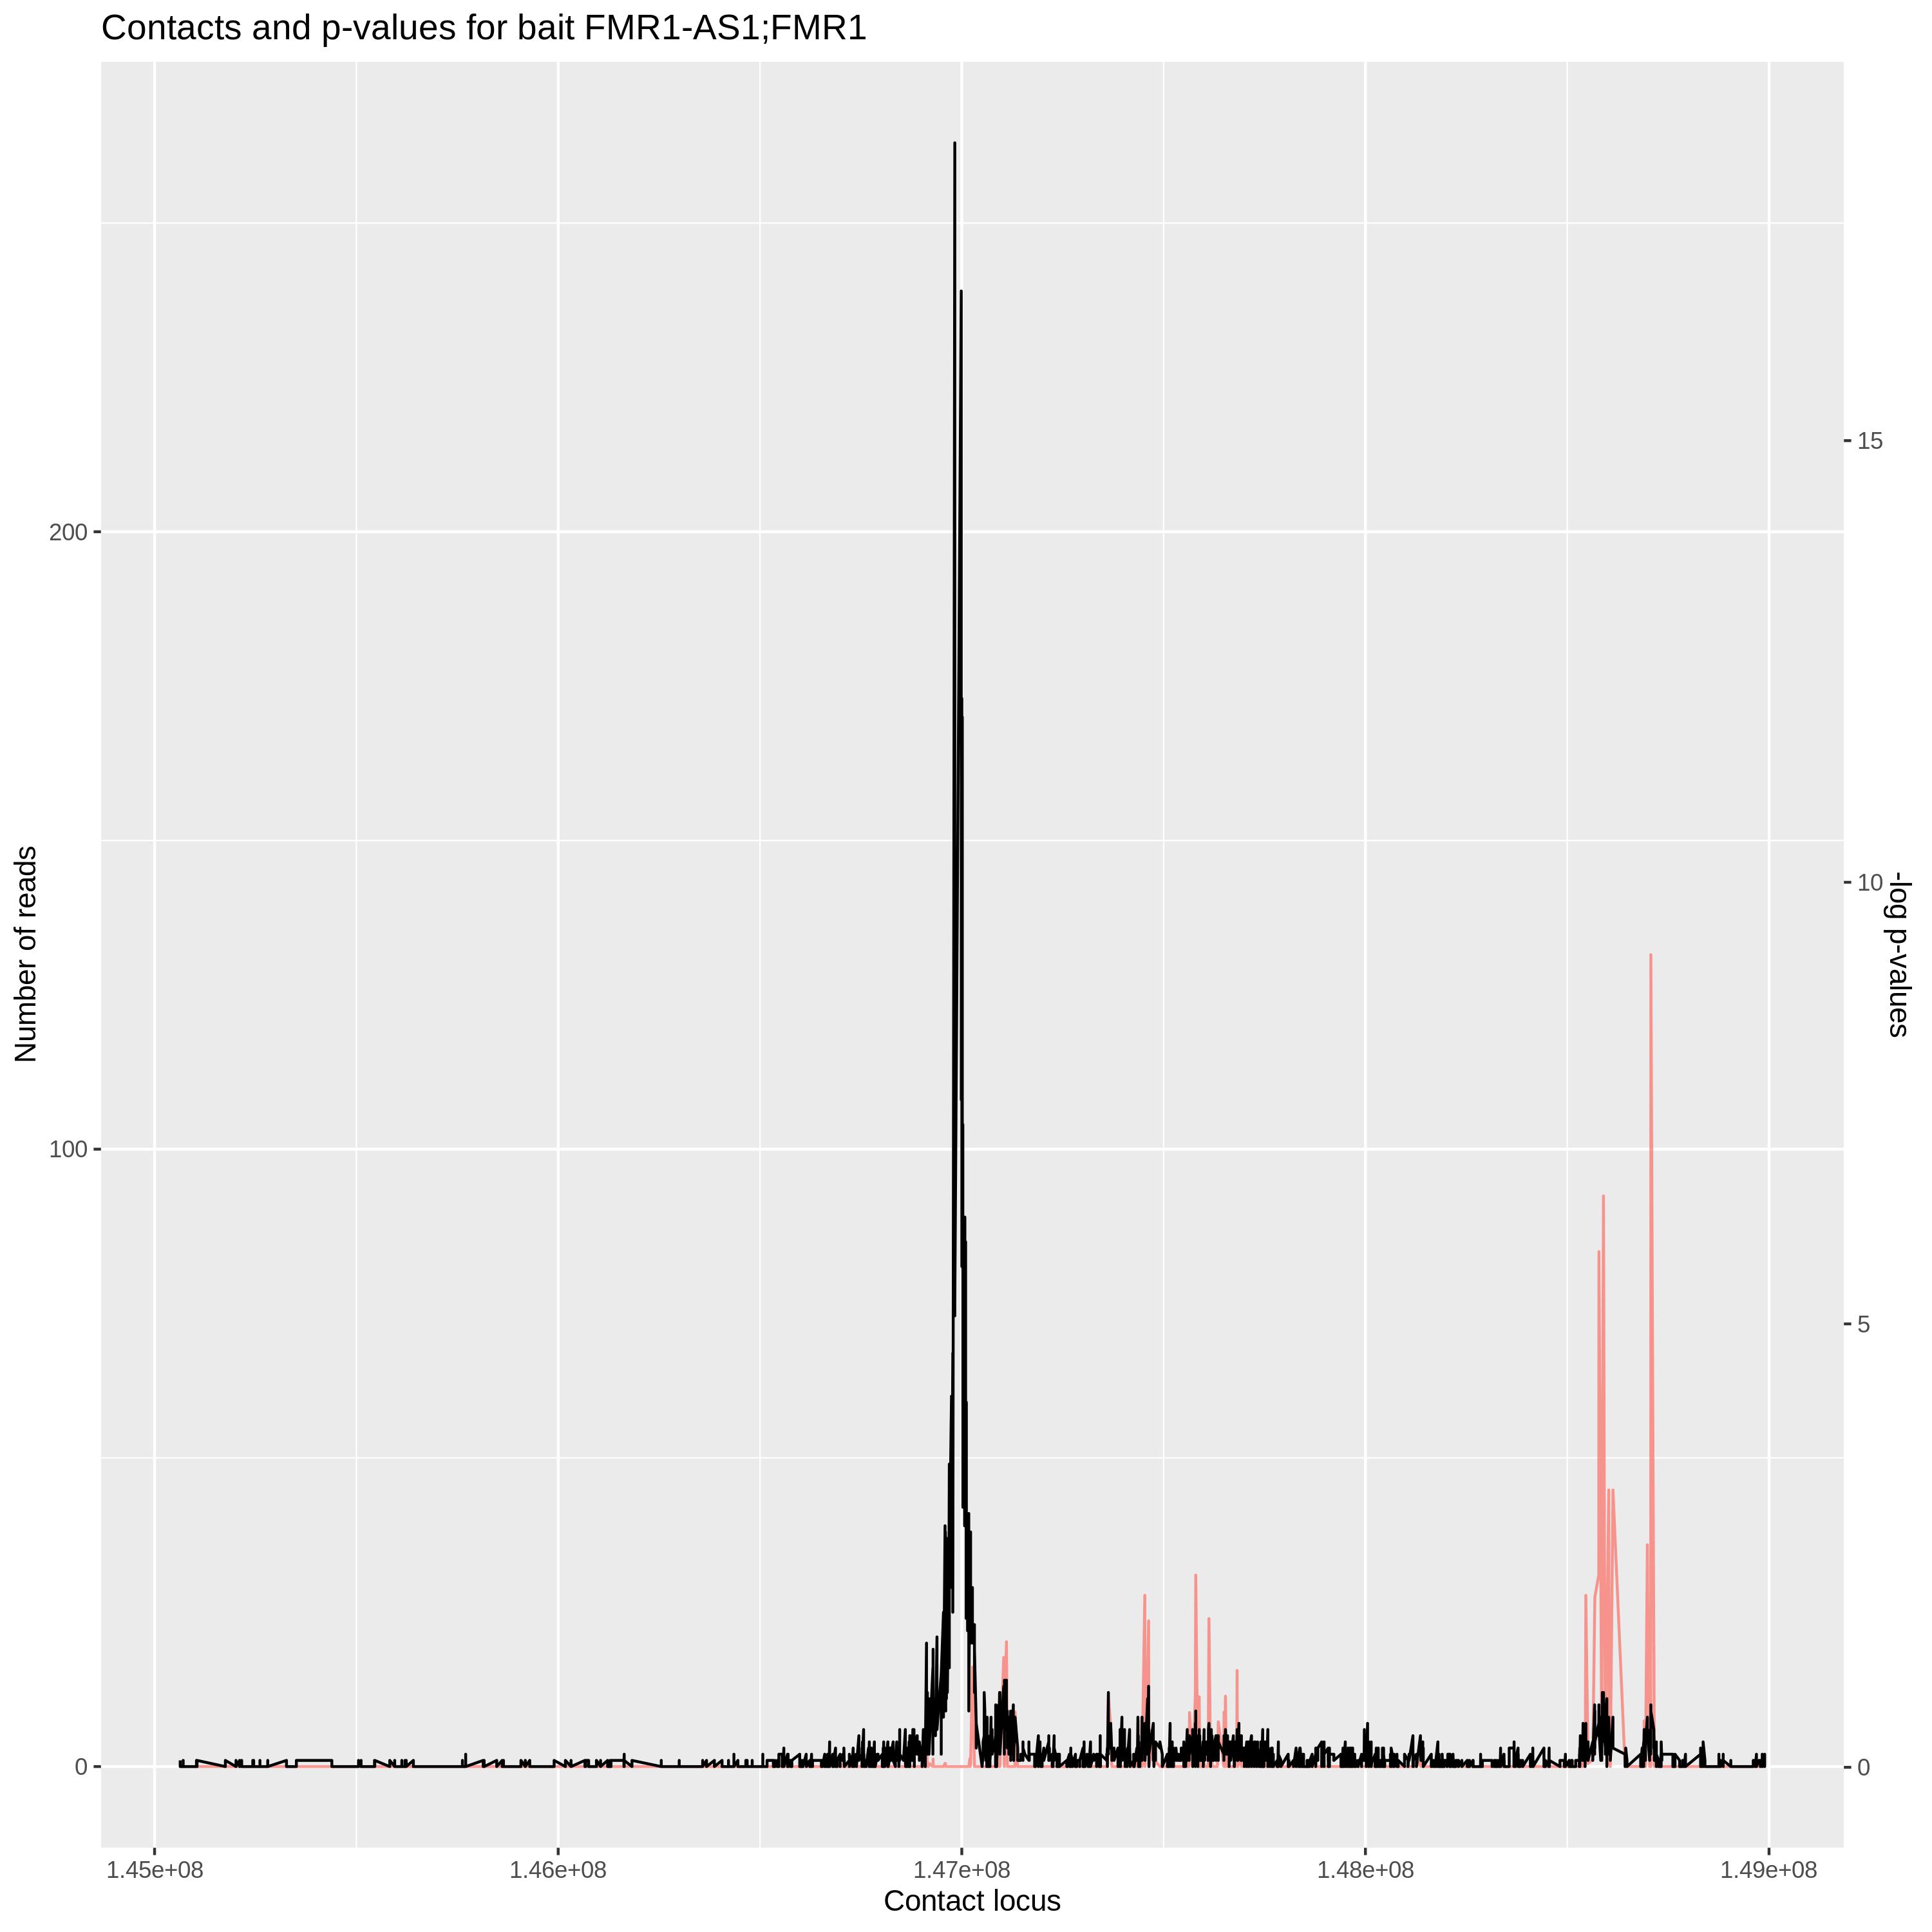 Contacts and p-values for bait FMR1-AS1;FMR1
200
100
0
Number of reads
15
10
5
0
-log p-values
1.45e+08 1.46e+08 1.47e+08 1.48e+08 1.49e+08
Contact locus